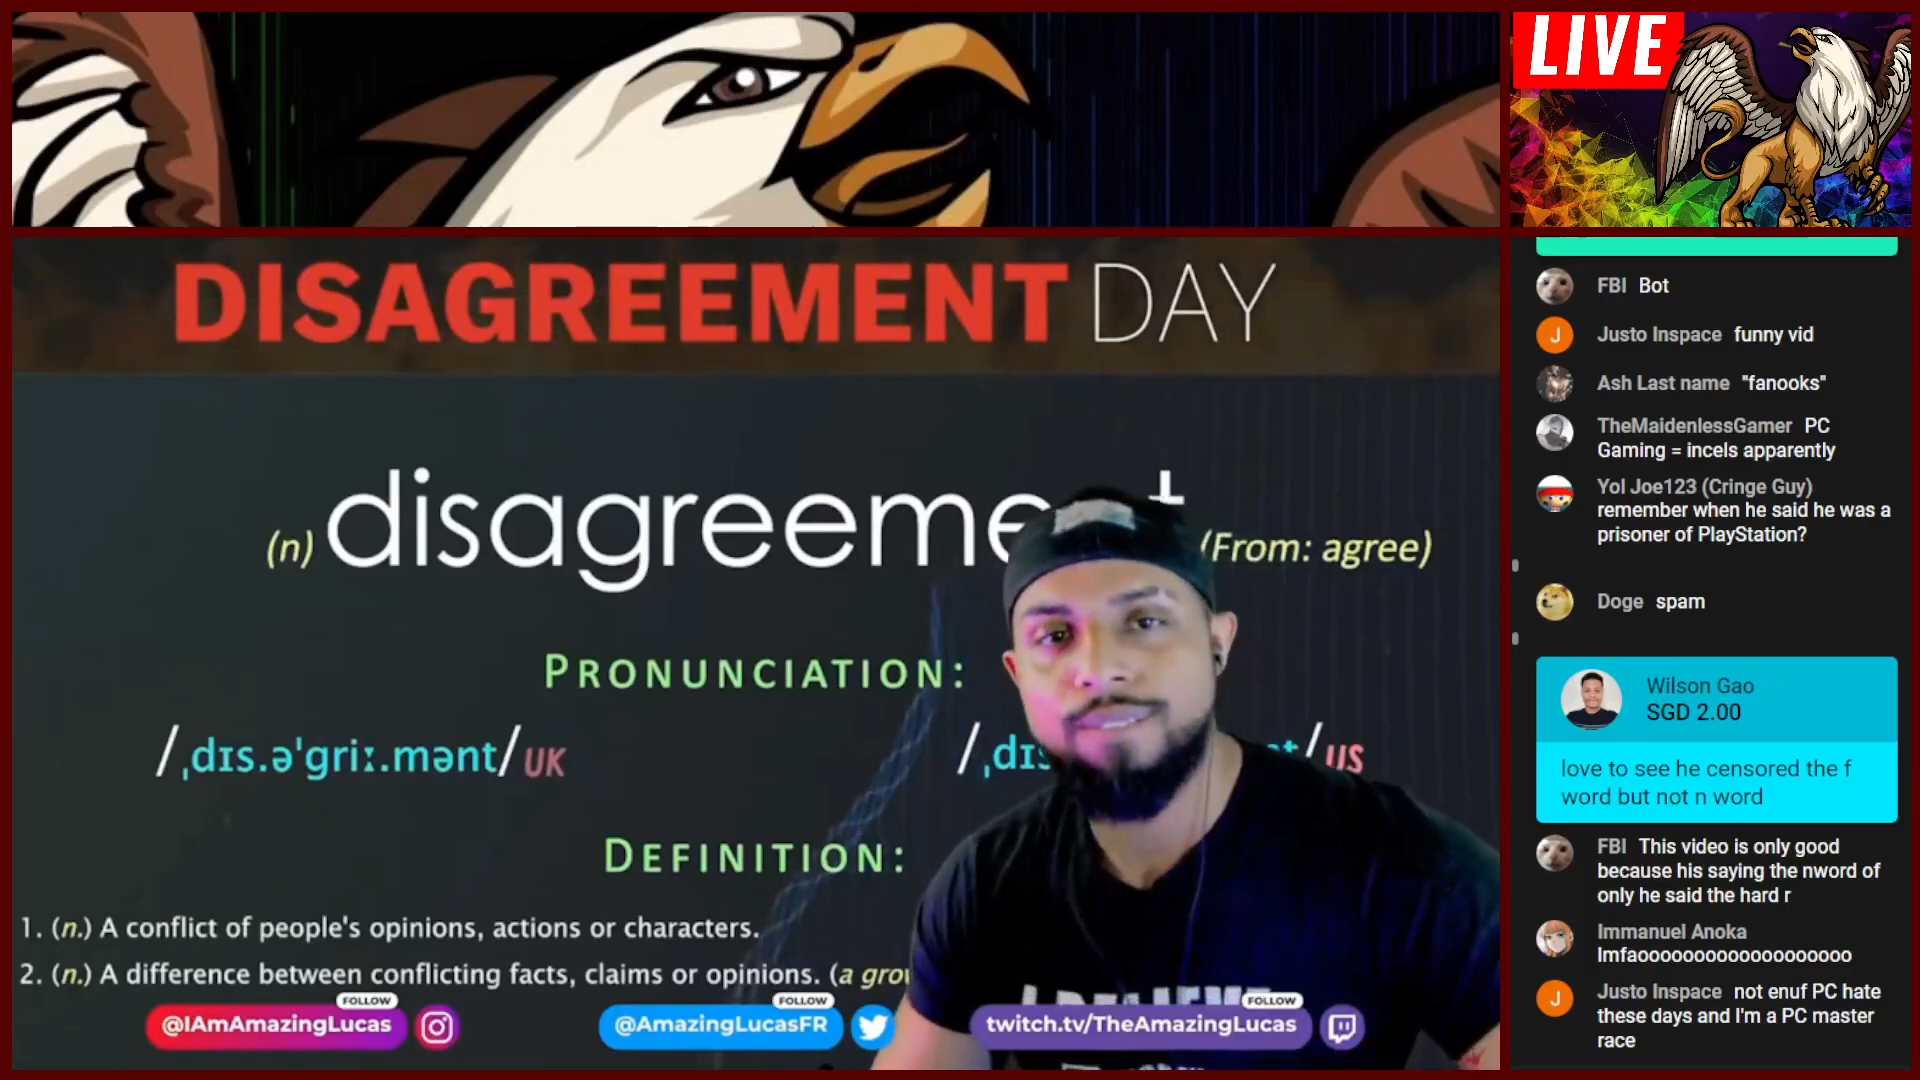 LIVE
DISAGREEMENT DAY
(n) disagreement (From: agree)
PRONUNCIATION:
/ˌdɪs.ə'griː.mənt/UK
/ˌdɪs nt/US
DEFINITION:
1. (n.) A conflict of people's opinions, actions or characters.
2. (n.) A difference between conflicting facts, claims or opinions. (a gro
FOLLOW
@IAmAmazingLucas
FOLLOW
@AmazingLucasFR
FOLLOW
twitch.tv/TheAmazingLucas
FBI Bot
J
Justo Inspace funny vid
Ash Last name "fanooks"
TheMaidenlessGamer PC
Gaming = incels apparently
Yol Joe123 (Cringe Guy)
remember when he said he was a
prisoner of PlayStation?
Doge spam
Wilson Gao
SGD 2.00
love to see he censored the f
word but not n word
FBI This video is only good
because his saying the nword of
only he said the hard r
Immanuel Anoka
lmfaooooooooooooooooooo
J
Justo Inspace not enuf PC hate
these days and I'm a PC master
race